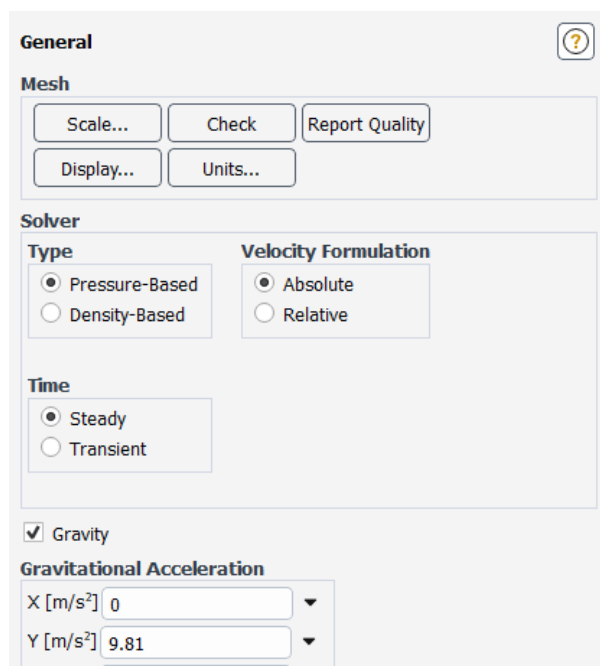 General
?
Mesh
Scale... Check Report Quality
Display... Units...
Solver
Type Velocity Formulation
Pressure-Based Absolute
Density-Based Relative
Time
Steady
Transient
Gravity
Gravitational Acceleration
X [m/s²] 0
Y [m/s²] 9.81